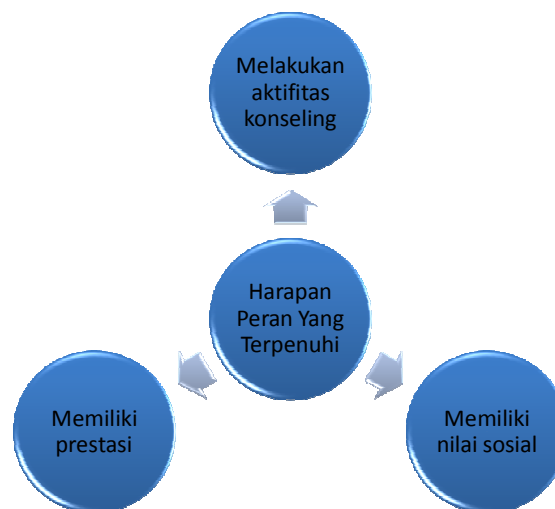 Melakukan
aktifitas
konseling
Harapan
Peran Yang
Terpenuhi
Memiliki
prestasi
Memiliki
nilai sosial